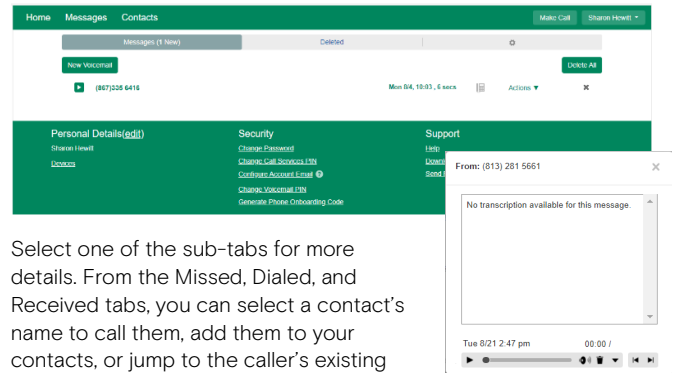 Home Messages Contacts Make Call Sharon Hewitt
Messages (1 New) Deleted
New Voicemail Delete All
(867)335 6416 Mon 8/4, 10:03 , 6 secs Actions
Personal Details(edit) Security Support
Sharon Hewitt Change Password Help
Devices Change Call Services PIN
Configure Account Email
Send
Change Voicemail PIN
Generate Phone Onboarding Code
From: (813) 281 5661
No transcription available for this message.
Tue 8/21 2:47 pm 00:00 /
Select one of the sub-tabs for more
details. From the Missed, Dialed, and
Received tabs, you can select a contact's
name to call them, add them to your
contacts, or jump to the caller's existing